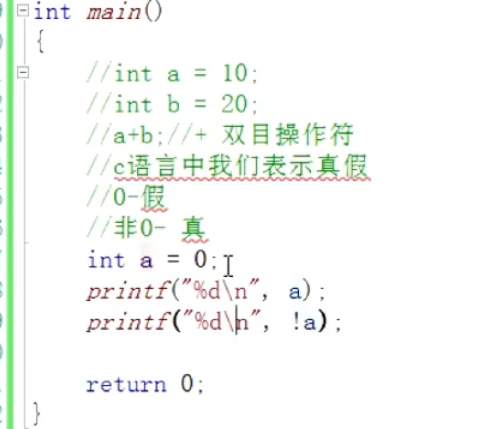 int main()
{
//int a = 10;
//int b = 20;
//a+b;//+ 双目操作符
//c语言中我们表示真假
//0-假
//非0- 真
int a = 0;
printf("%d\n", a);
printf("%d\n", !a);
return 0;
}